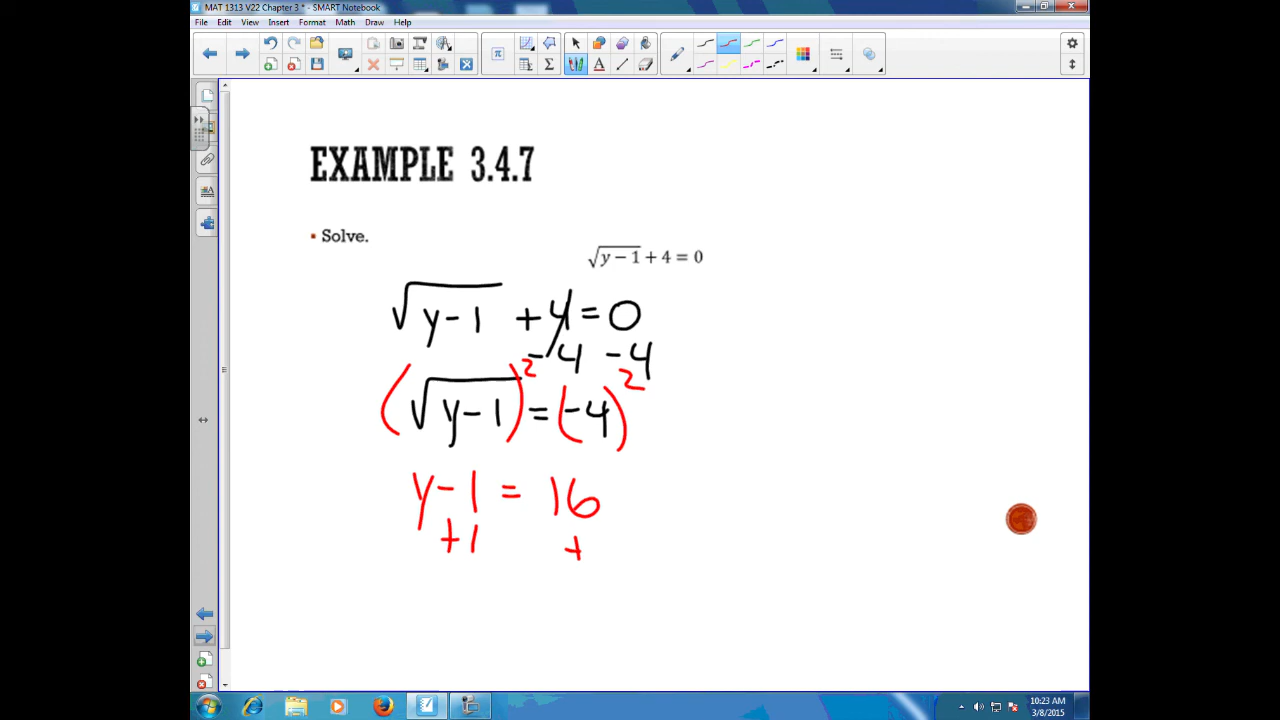 MAT 1313 V22 Chapter 3 * - SMART Notebook
File Edit View Insert Format Math Draw Help
EXAMPLE 3.4.7
▪ Solve.
√(y − 1) + 4 = 0
√(y-1) + 4 = 0
-4 -4
(√(y-1))² = (-4)²
y-1 = 16
+1 +
10:23 AM
3/8/2015